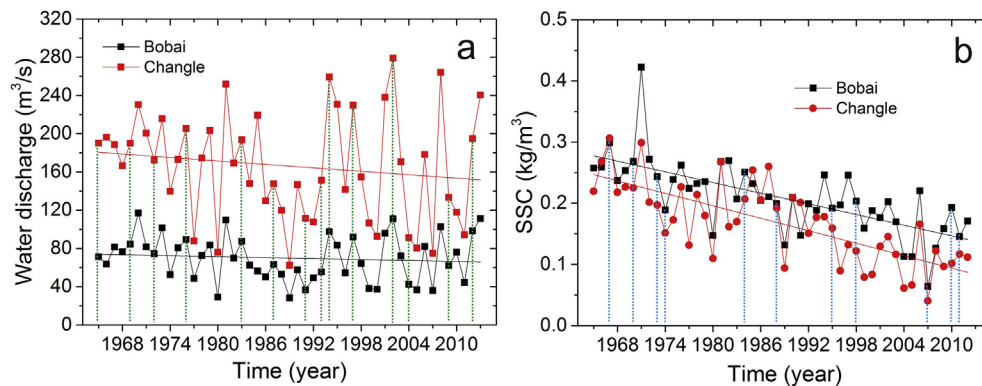 a
Bobai
Changle
Water discharge (m³/s)
320
280
240
200
160
120
80
40
0
1968 1974 1980 1986 1992 1998 2004 2010
Time (year)
b
Bobai
Changle
SSC (kg/m³)
0.5
0.4
0.3
0.2
0.1
0.0
1968 1974 1980 1986 1992 1998 2004 2010
Time (year)